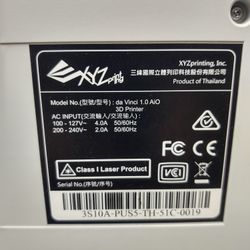 XYZprinting
XYZprinting, Inc.
三緯國際立體列印科技股份有限公司
Product of Thailand
Model No.(型號/型号) : da Vinci 1.0 AiO
3D Printer
AC INPUT(交流輸入/交流输入) :
100 - 127V~ 4.0A 50/60Hz
200 - 240V~ 2.0A 50/60Hz
FC
VCI
Class I Laser Product
Serial No.(序號/序号) :
3S10A-PUS5-TH-51C-0019